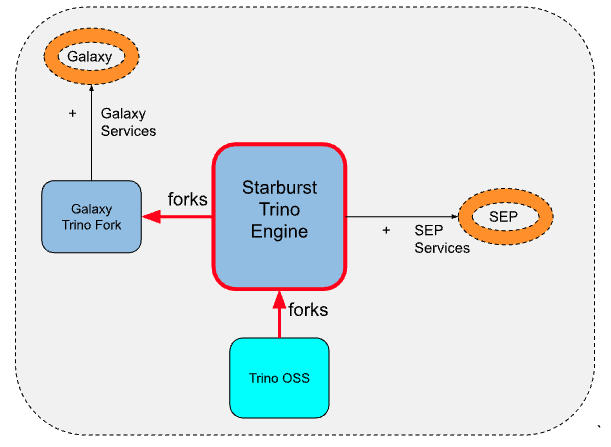 Galaxy
+ Galaxy
Services
Galaxy
Trino Fork
forks
Starburst
Trino
Engine
+ SEP
Services
SEP
forks
Trino OSS